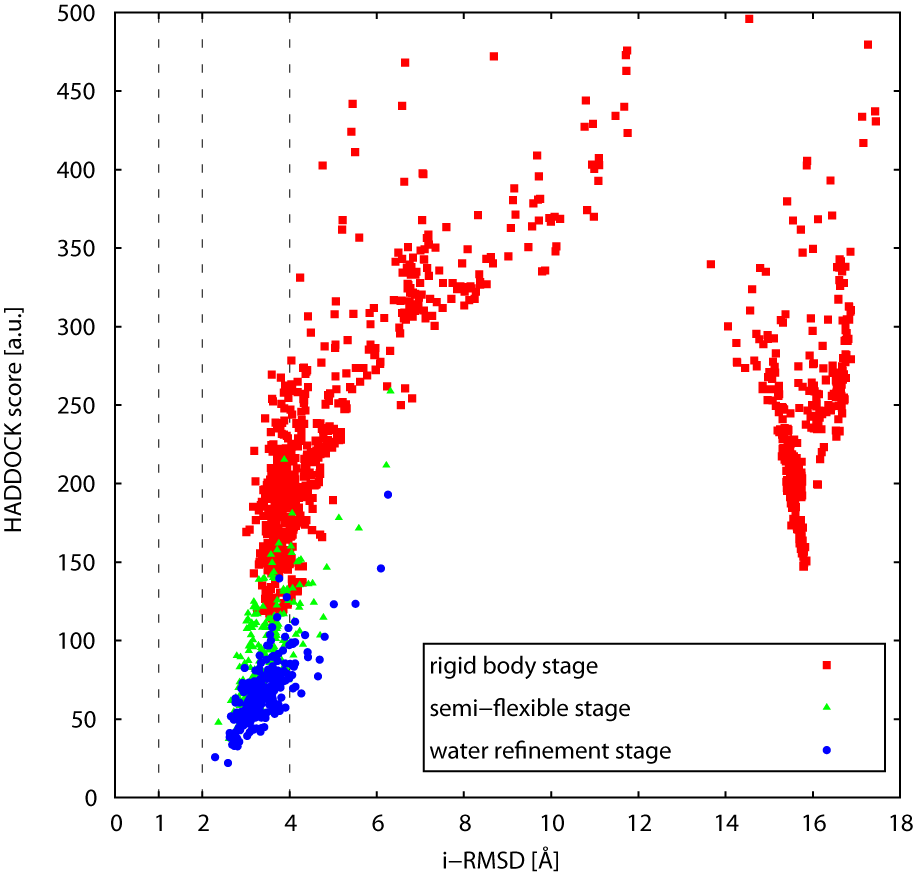 500
450
400
350
300
250
200
150
100
50
0
HADDOCK score [a.u.]
rigid body stage
semi−flexible stage
water refinement stage
0 1 2 4 6 8 10 12 14 16 18
i−RMSD [Å]